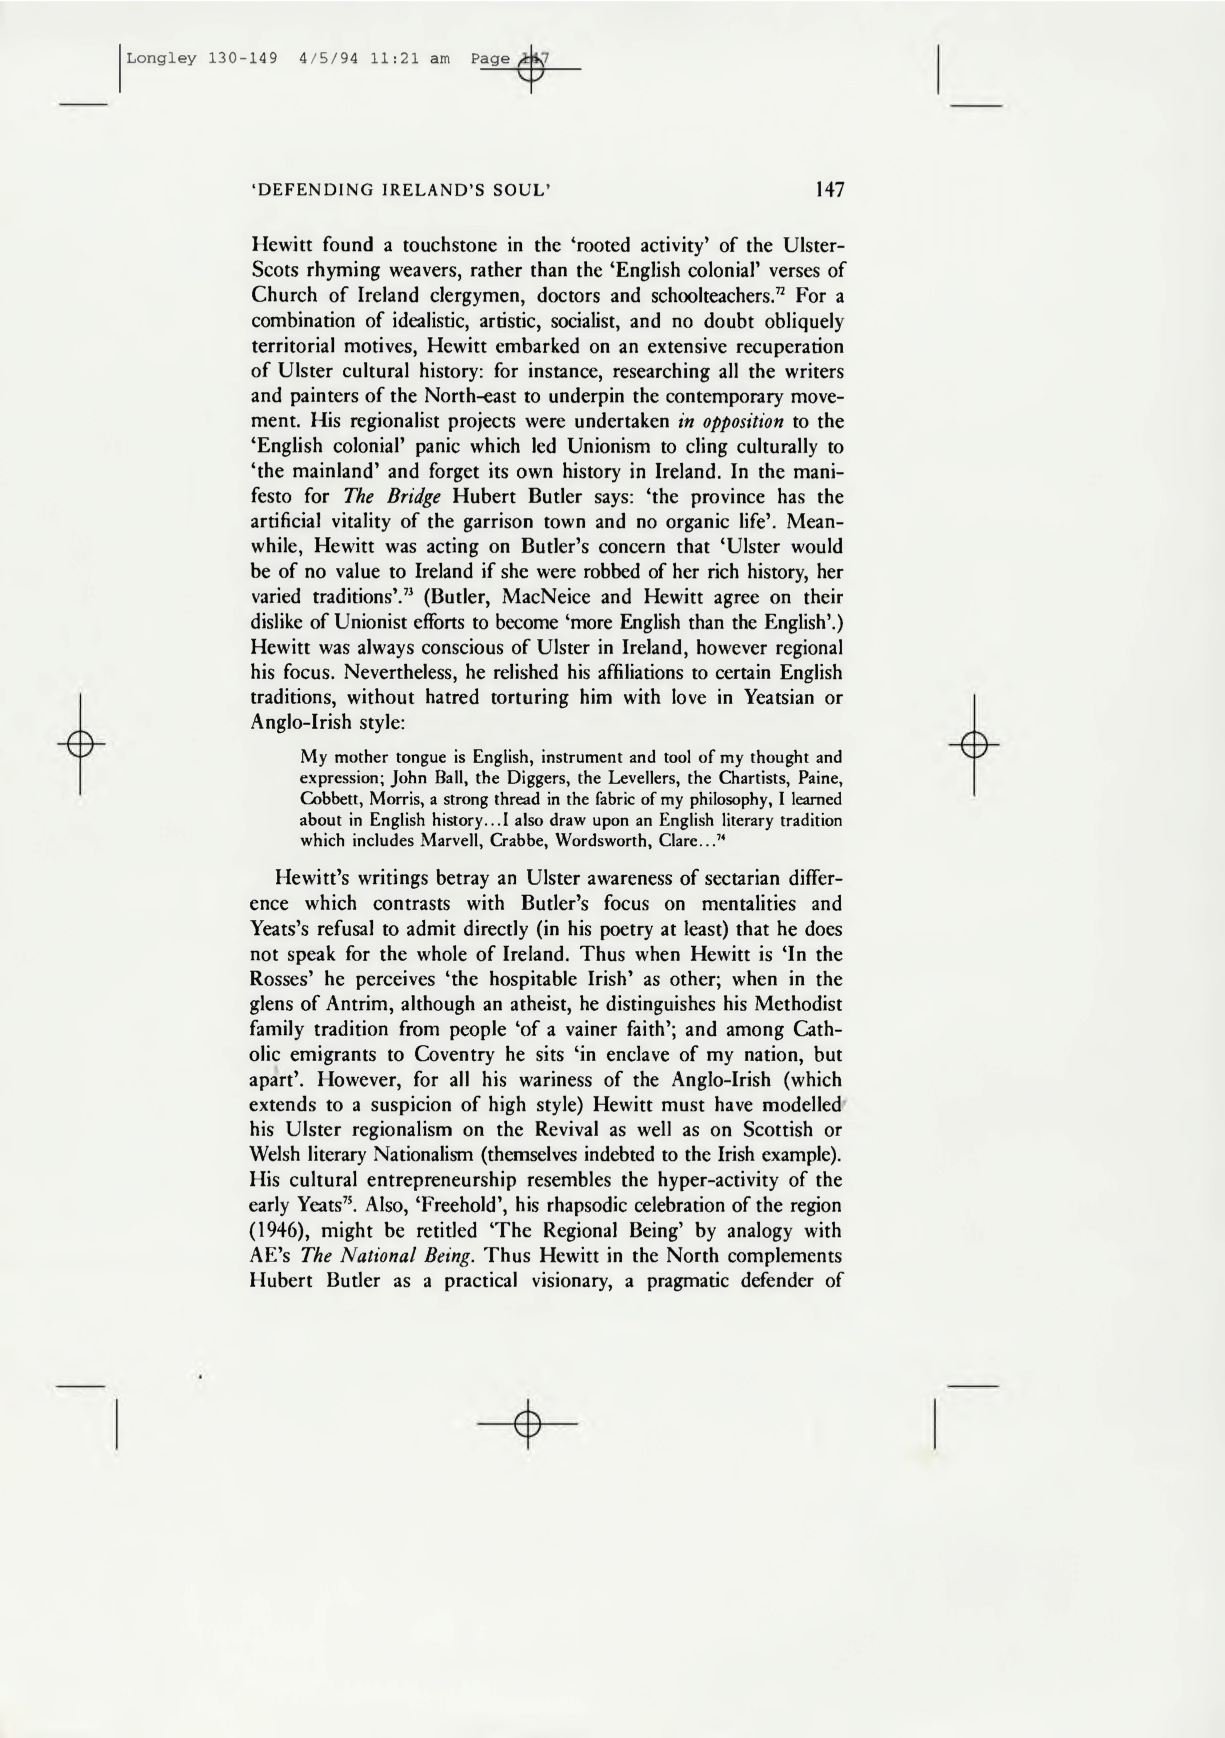 Longley 130-149 4/5/94 11:21 am Page 147
‘DEFENDING IRELAND’S SOUL’ 147
Hewitt found a touchstone in the ‘rooted activity’ of the Ulster-
Scots rhyming weavers, rather than the ‘English colonial’ verses of
Church of Ireland clergymen, doctors and schoolteachers.⁷² For a
combination of idealistic, artistic, socialist, and no doubt obliquely
territorial motives, Hewitt embarked on an extensive recuperation
of Ulster cultural history: for instance, researching all the writers
and painters of the North-east to underpin the contemporary move-
ment. His regionalist projects were undertaken in opposition to the
‘English colonial’ panic which led Unionism to cling culturally to
‘the mainland’ and forget its own history in Ireland. In the mani-
festo for The Bridge Hubert Butler says: ‘the province has the
artificial vitality of the garrison town and no organic life’. Mean-
while, Hewitt was acting on Butler’s concern that ‘Ulster would
be of no value to Ireland if she were robbed of her rich history, her
varied traditions’.⁷³ (Butler, MacNeice and Hewitt agree on their
dislike of Unionist efforts to become ‘more English than the English’.)
Hewitt was always conscious of Ulster in Ireland, however regional
his focus. Nevertheless, he relished his affiliations to certain English
traditions, without hatred torturing him with love in Yeatsian or
Anglo-Irish style:
My mother tongue is English, instrument and tool of my thought and
expression; John Ball, the Diggers, the Levellers, the Chartists, Paine,
Cobbett, Morris, a strong thread in the fabric of my philosophy, I learned
about in English history...I also draw upon an English literary tradition
which includes Marvell, Crabbe, Wordsworth, Clare...⁷⁴
Hewitt’s writings betray an Ulster awareness of sectarian differ-
ence which contrasts with Butler’s focus on mentalities and
Yeats’s refusal to admit directly (in his poetry at least) that he does
not speak for the whole of Ireland. Thus when Hewitt is ‘In the
Rosses’ he perceives ‘the hospitable Irish’ as other; when in the
glens of Antrim, although an atheist, he distinguishes his Methodist
family tradition from people ‘of a vainer faith’; and among Cath-
olic emigrants to Coventry he sits ‘in enclave of my nation, but
apart’. However, for all his wariness of the Anglo-Irish (which
extends to a suspicion of high style) Hewitt must have modelled
his Ulster regionalism on the Revival as well as on Scottish or
Welsh literary Nationalism (themselves indebted to the Irish example).
His cultural entrepreneurship resembles the hyper-activity of the
early Yeats⁷⁵. Also, ‘Freehold’, his rhapsodic celebration of the region
(1946), might be retitled ‘The Regional Being’ by analogy with
AE’s The National Being. Thus Hewitt in the North complements
Hubert Butler as a practical visionary, a pragmatic defender of